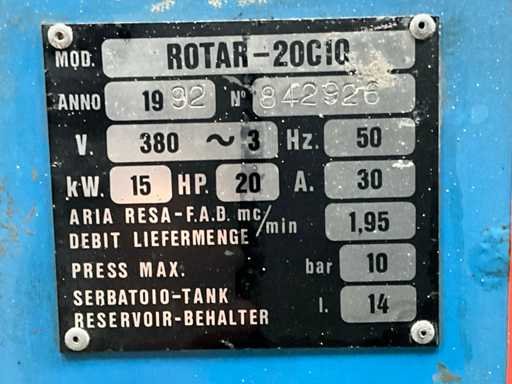 MOD. ROTAR-20C10
ANNO 1992 N° 842926
V. 380 ~ 3 Hz. 50
kW. 15 HP. 20 A. 30
ARIA RESA-F.A.D. mc/min 1,95
DEBIT LIEFERMENGE
PRESS MAX. bar 10
SERBATOIO-TANK l. 14
RESERVOIR-BEHALTER